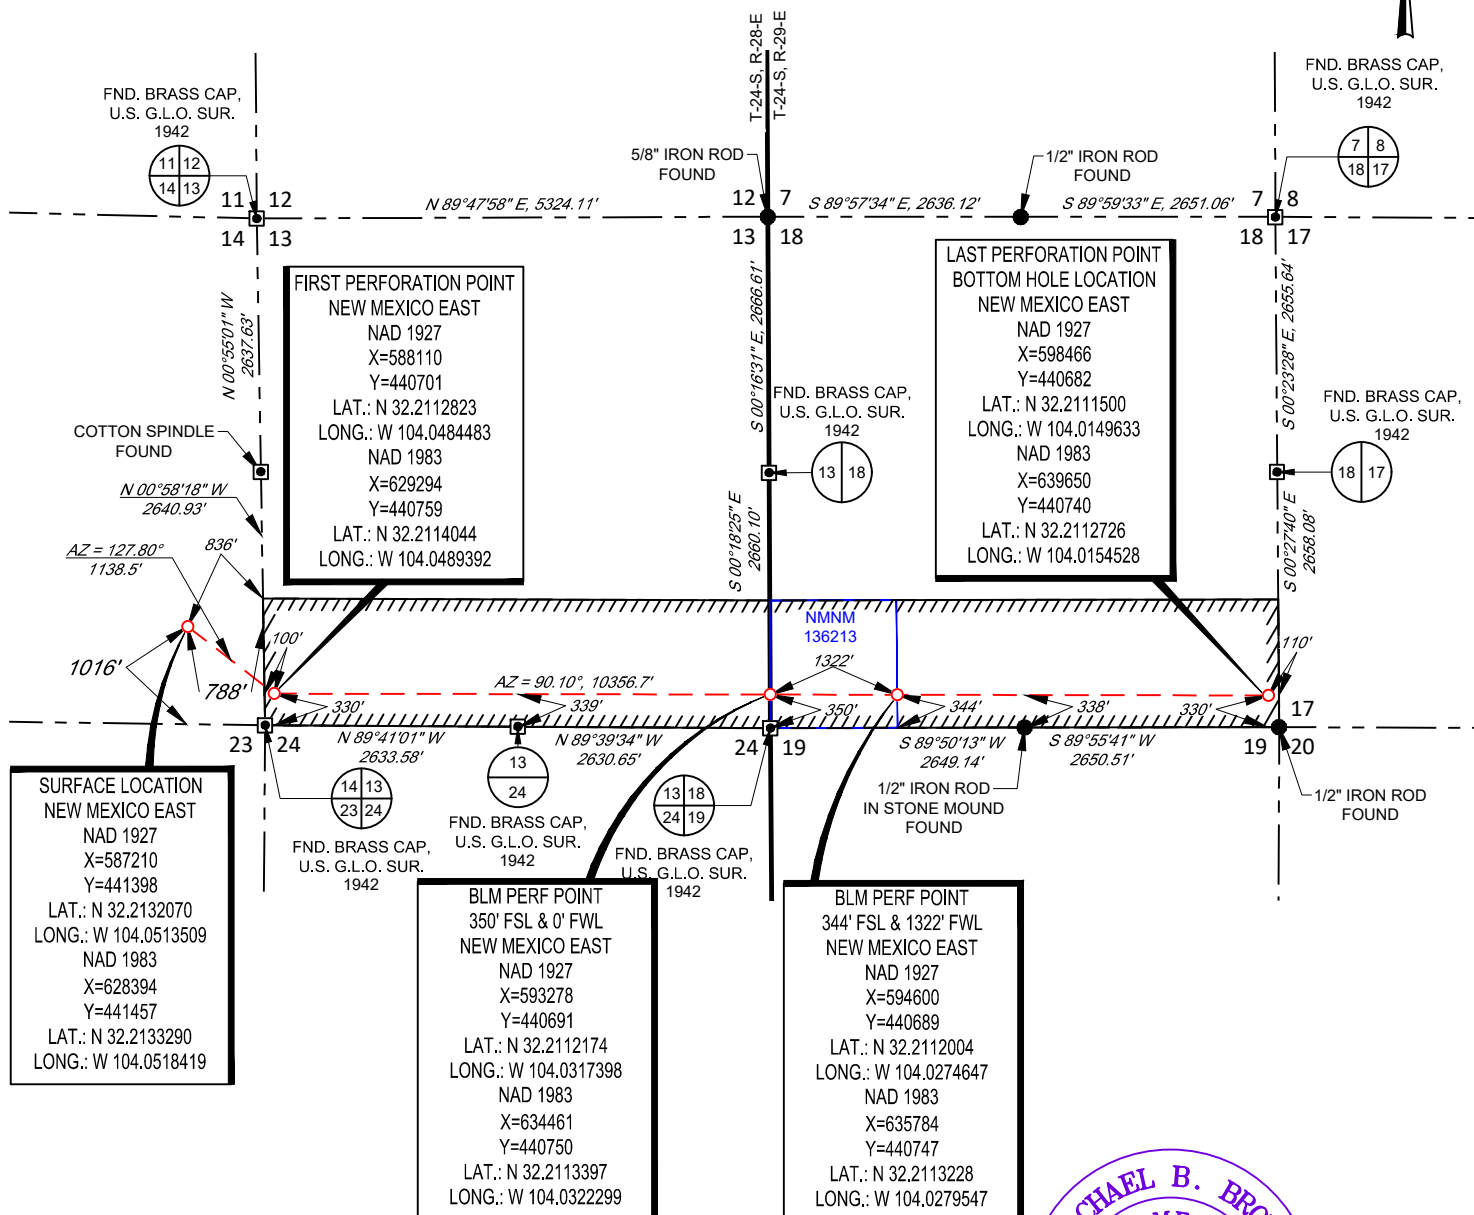 T-24-S, R-28-E
T-24-S, R-29-E
FND. BRASS CAP,
U.S. G.L.O. SUR.
1942
11 12
14 13
11 12
14 13
5/8" IRON ROD
FOUND
12 7
13 18
1/2" IRON ROD
FOUND
FND. BRASS CAP,
U.S. G.L.O. SUR.
1942
7 8
18 17
7 8
18 17
N 89°47'58" E, 5324.11'
S 89°57'34" E, 2636.12'
S 89°59'33" E, 2651.06'
N 00°55'01" W
2637.63'
S 00°16'31" E, 2666.61'
S 00°23'28" E, 2655.64'
FIRST PERFORATION POINT
NEW MEXICO EAST
NAD 1927
X=588110
Y=440701
LAT.: N 32.2112823
LONG.: W 104.0484483
NAD 1983
X=629294
Y=440759
LAT.: N 32.2114044
LONG.: W 104.0489392
LAST PERFORATION POINT
BOTTOM HOLE LOCATION
NEW MEXICO EAST
NAD 1927
X=598466
Y=440682
LAT.: N 32.2111500
LONG.: W 104.0149633
NAD 1983
X=639650
Y=440740
LAT.: N 32.2112726
LONG.: W 104.0154528
COTTON SPINDLE
FOUND
FND. BRASS CAP,
U.S. G.L.O. SUR.
1942
13 18
FND. BRASS CAP,
U.S. G.L.O. SUR.
1942
18 17
N 00°58'18" W
2640.93'
S 00°18'25" E
2660.10'
S 00°27'40" E
2658.08'
AZ = 127.80°
1138.5'
836'
1016'
788'
100'
330'
AZ = 90.10°, 10356.7'
339'
NMNM
136213
1322'
350'
344'
338'
330'
110'
23 24
N 89°41'01" W
2633.58'
N 89°39'34" W
2630.65'
24 19
S 89°50'13" W
2649.14'
S 89°55'41" W
2650.51'
17
19 20
14 13
23 24
FND. BRASS CAP,
U.S. G.L.O. SUR.
1942
13
24
FND. BRASS CAP,
U.S. G.L.O. SUR.
1942
13 18
24 19
FND. BRASS CAP,
U.S. G.L.O. SUR.
1942
1/2" IRON ROD
IN STONE MOUND
FOUND
1/2" IRON ROD
FOUND
SURFACE LOCATION
NEW MEXICO EAST
NAD 1927
X=587210
Y=441398
LAT.: N 32.2132070
LONG.: W 104.0513509
NAD 1983
X=628394
Y=441457
LAT.: N 32.2133290
LONG.: W 104.0518419
BLM PERF POINT
350' FSL & 0' FWL
NEW MEXICO EAST
NAD 1927
X=593278
Y=440691
LAT.: N 32.2112174
LONG.: W 104.0317398
NAD 1983
X=634461
Y=440750
LAT.: N 32.2113397
LONG.: W 104.0322299
BLM PERF POINT
344' FSL & 1322' FWL
NEW MEXICO EAST
NAD 1927
X=594600
Y=440689
LAT.: N 32.2112004
LONG.: W 104.0274647
NAD 1983
X=635784
Y=440747
LAT.: N 32.2113228
LONG.: W 104.0279547
CHAEL B. BRO